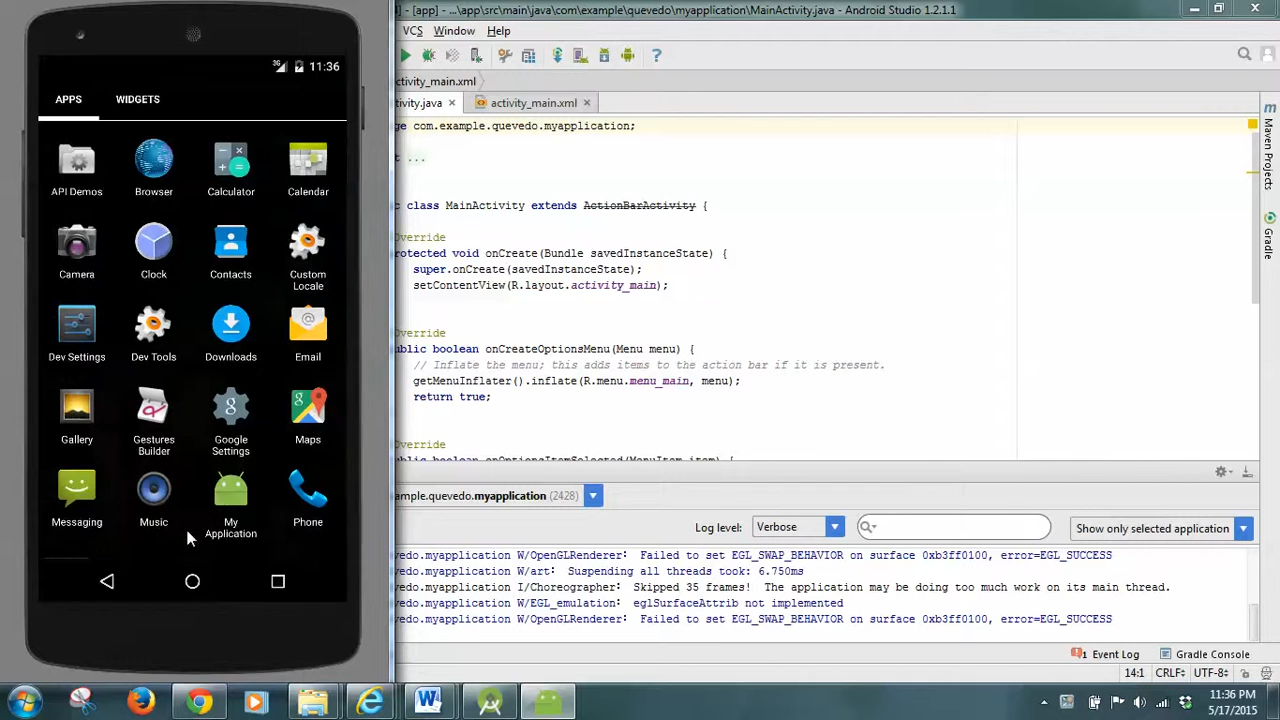 11:36
APPS WIDGETS
API Demos Browser Calculator Calendar
Camera Clock Contacts Custom Locale
Dev Settings Dev Tools Downloads Email
Gallery Gestures Builder Google Settings Maps
Messaging Music My Application Phone
] - [app] - ...\app\src\main\java\com\example\quevedo\myapplication\MainActivity.java - Android Studio 1.2.1.1
VCS Window Help
ctivity_main.xml
tivity.java activity_main.xml
ge com.example.quevedo.myapplication;
t ...
c class MainActivity extends ActionBarActivity {
Override
rotected void onCreate(Bundle savedInstanceState) {
super.onCreate(savedInstanceState);
setContentView(R.layout.activity_main);
Override
ublic boolean onCreateOptionsMenu(Menu menu) {
// Inflate the menu; this adds items to the action bar if it is present.
getMenuInflater().inflate(R.menu.menu_main, menu);
return true;
Override
ublic boolean onOptionsItemSelected(MenuItem item) {
Maven Projects
Gradle
ample.quevedo.myapplication (2428)
Log level: Verbose Show only selected application
vedo.myapplication W/OpenGLRenderer: Failed to set EGL_SWAP_BEHAVIOR on surface 0xb3ff0100, error=EGL_SUCCESS
vedo.myapplication W/art: Suspending all threads took: 6.750ms
vedo.myapplication I/Choreographer: Skipped 35 frames! The application may be doing too much work on its main thread.
vedo.myapplication W/EGL_emulation: eglSurfaceAttrib not implemented
vedo.myapplication W/OpenGLRenderer: Failed to set EGL_SWAP_BEHAVIOR on surface 0xb3ff0100, error=EGL_SUCCESS
1 Event Log Gradle Console
14:1 CRLF÷ UTF-8÷
11:36 PM
5/17/2015